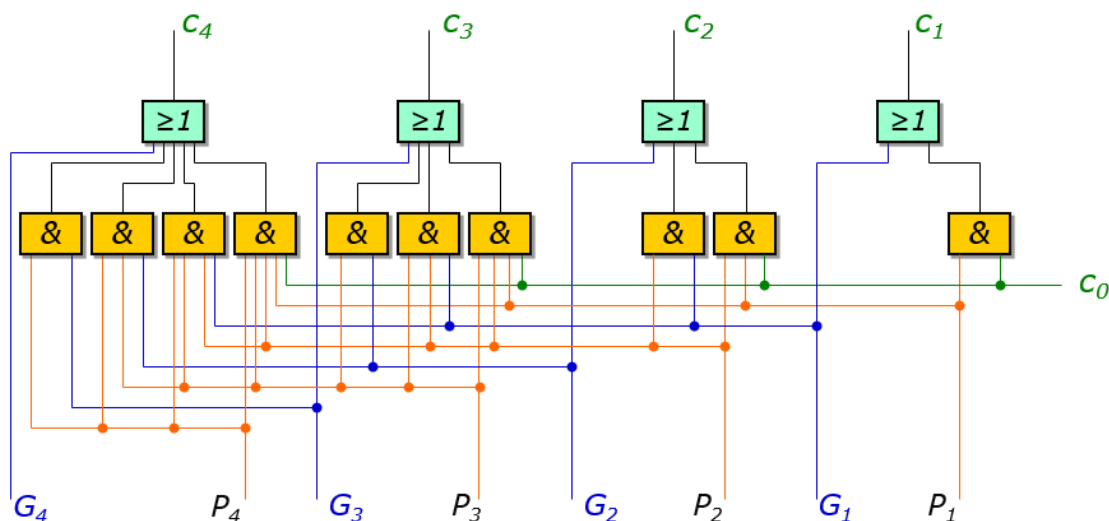 c₄ c₃ c₂ c₁
≥1 ≥1 ≥1 ≥1
& & & & & & & & & &
c₀
G₄ P₄ G₃ P₃ G₂ P₂ G₁ P₁